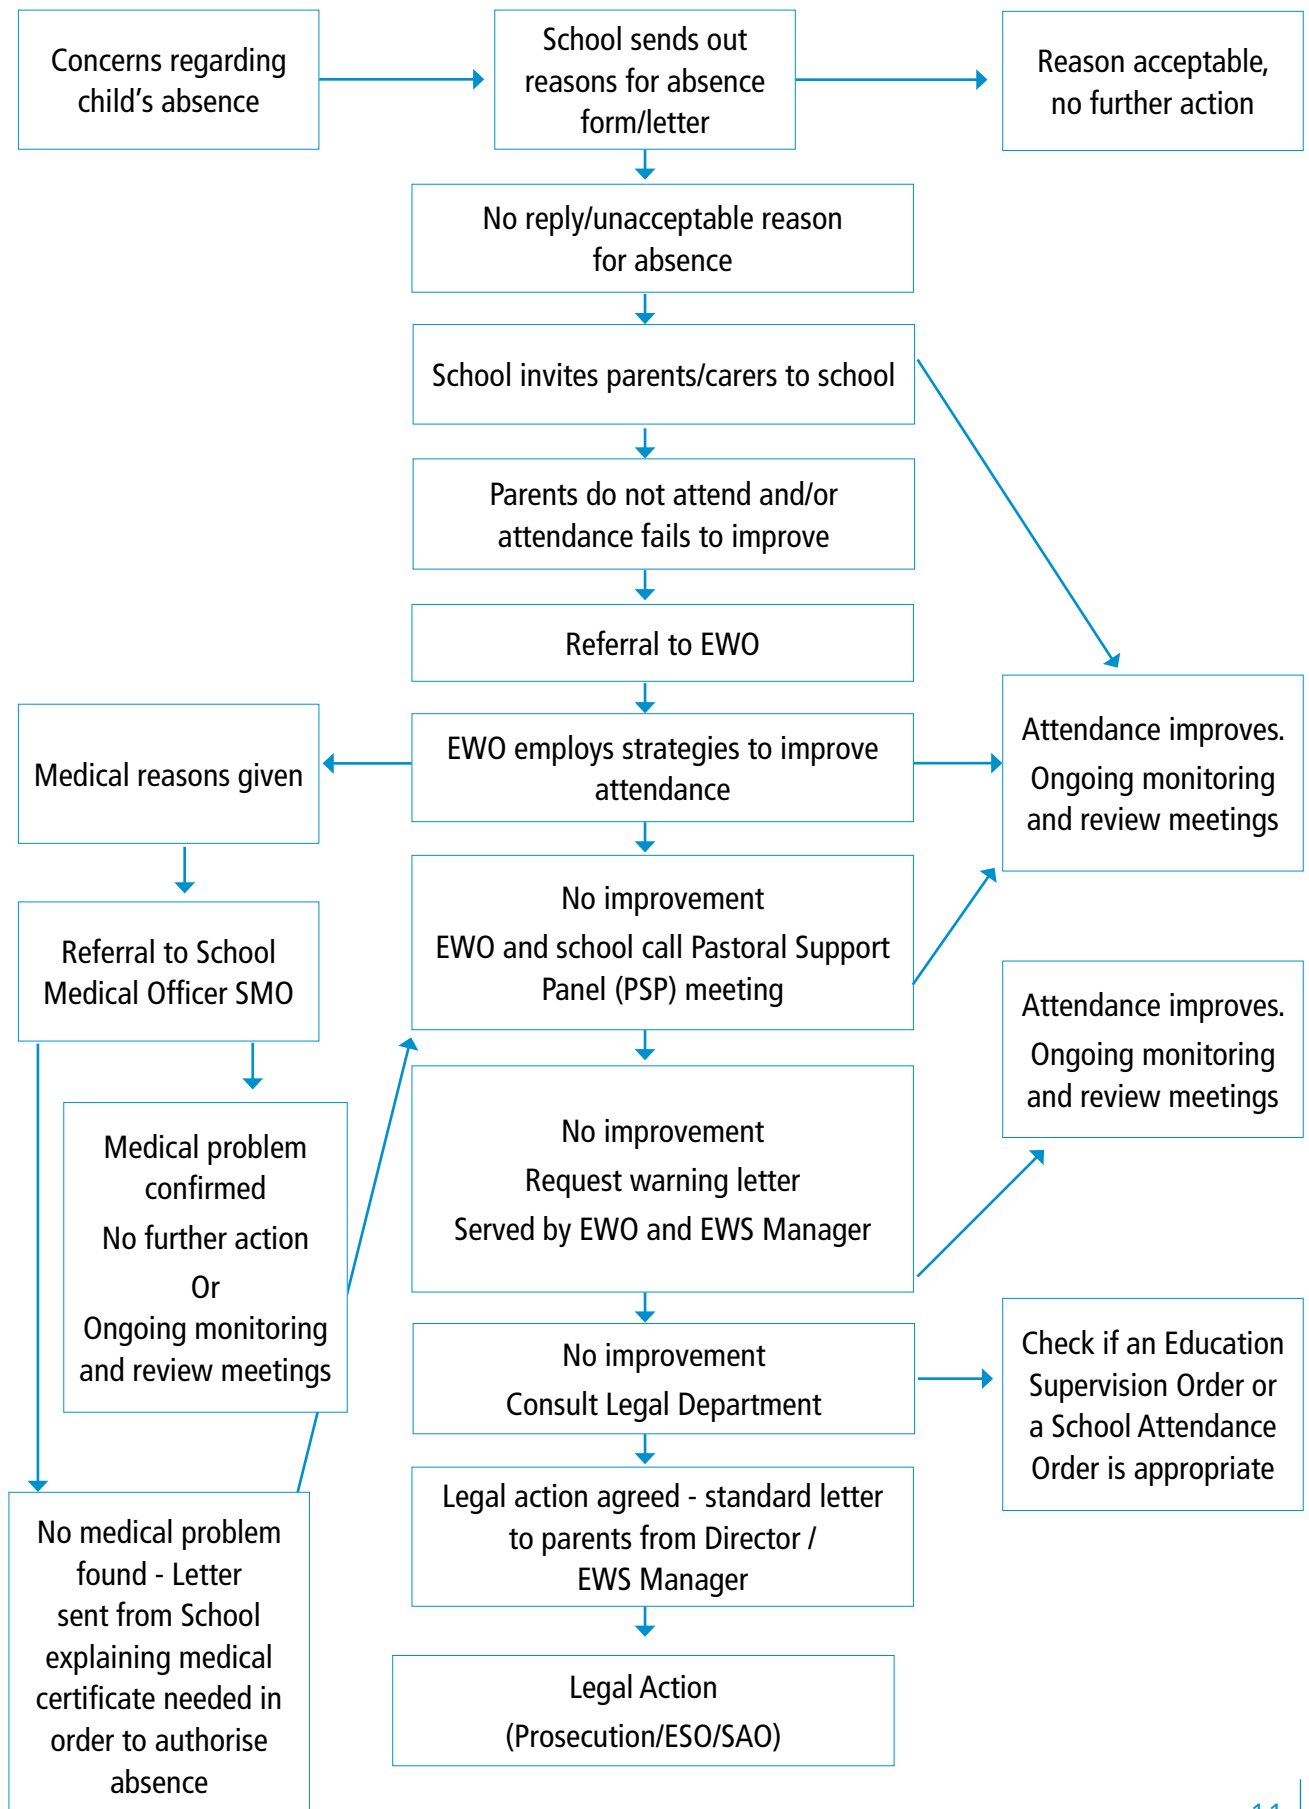 Concerns regarding
child's absence
School sends out
reasons for absence
form/letter
Reason acceptable,
no further action
No reply/unacceptable reason
for absence
School invites parents/carers to school
Parents do not attend and/or
attendance fails to improve
Referral to EWO
EWO employs strategies to improve
attendance
Medical reasons given
Attendance improves.
Ongoing monitoring
and review meetings
No improvement
EWO and school call Pastoral Support
Panel (PSP) meeting
Referral to School
Medical Officer SMO
Attendance improves.
Ongoing monitoring
and review meetings
Medical problem
confirmed
No further action
Or
Ongoing monitoring
and review meetings
No improvement
Request warning letter
Served by EWO and EWS Manager
No improvement
Consult Legal Department
Check if an Education
Supervision Order or
a School Attendance
Order is appropriate
Legal action agreed - standard letter
to parents from Director /
EWS Manager
No medical problem
found - Letter
sent from School
explaining medical
certificate needed in
order to authorise
absence
Legal Action
(Prosecution/ESO/SAO)
11